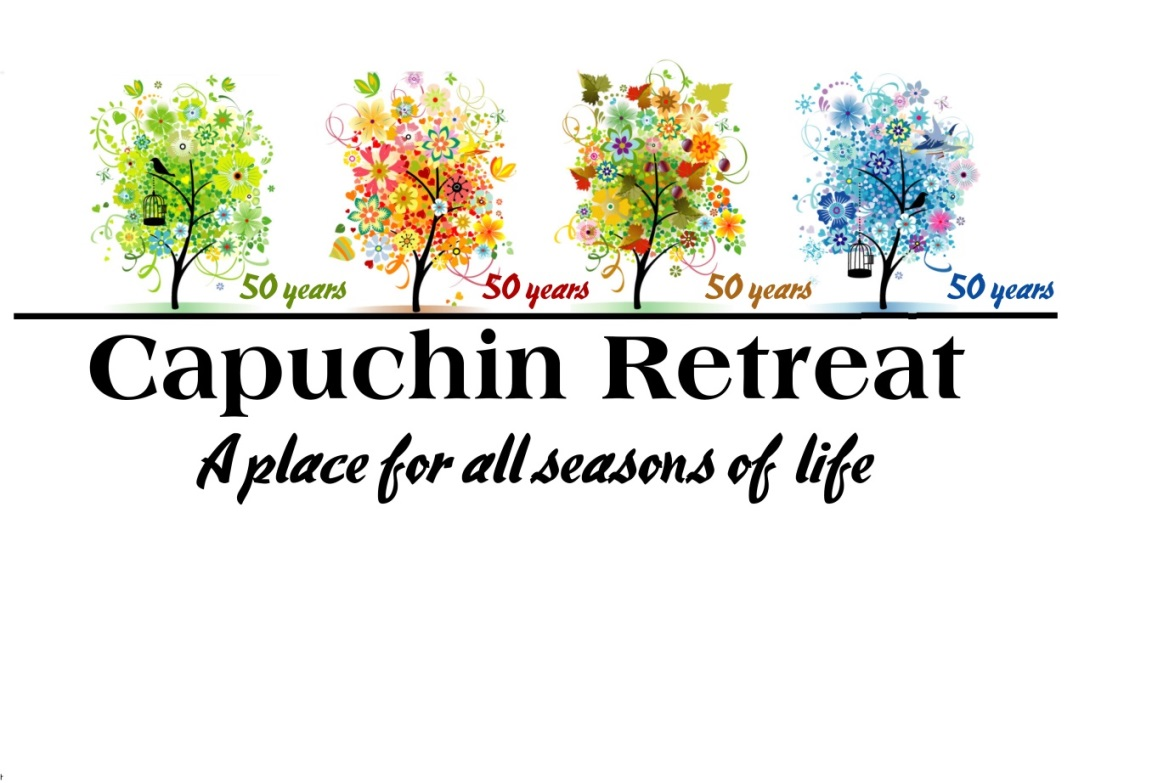 50 years 50 years 50 years 50 years
Capuchin Retreat
A place for all seasons of life